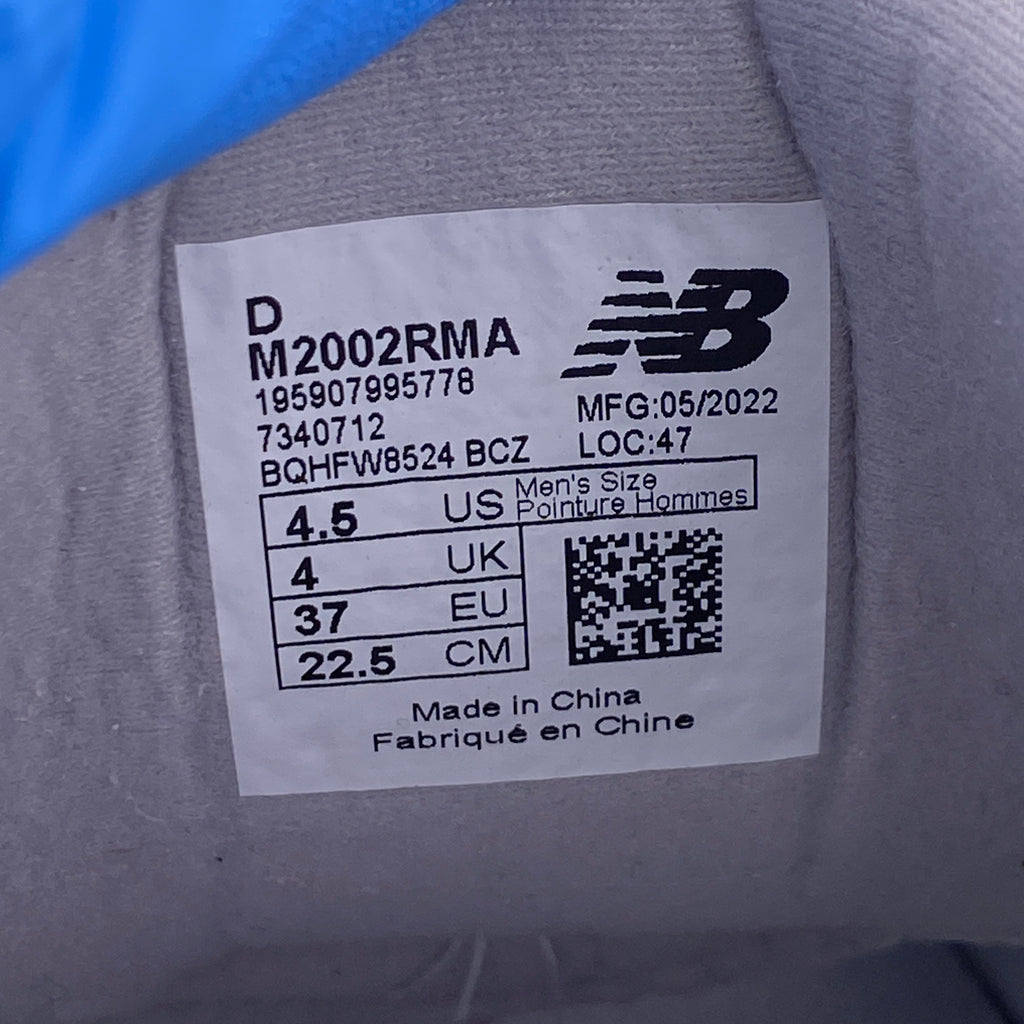 D
M2002RMA
195907995778
7340712
BQHFW8524 BCZ
NB
MFG:05/2022
LOC:47
4.5 US Men's Size
Pointure Hommes
4 UK
37 EU
22.5 CM
Made in China
Fabriqué en Chine